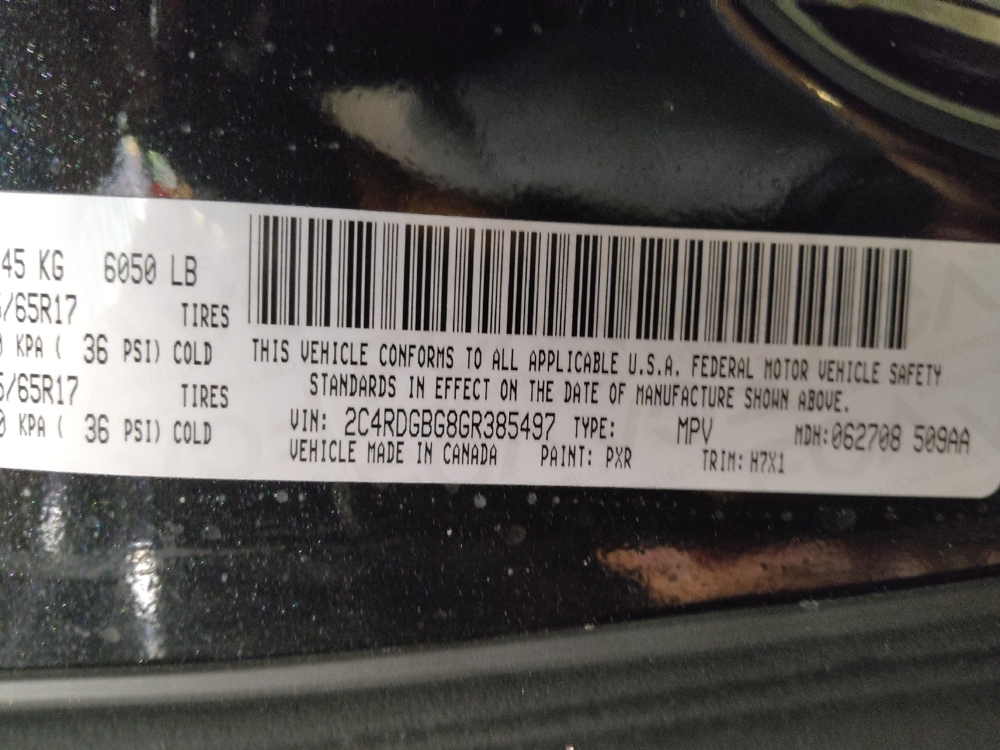 45 KG 6050 LB
/65R17 TIRES
KPA ( 36 PSI) COLD
/65R17 TIRES
KPA ( 36 PSI) COLD
THIS VEHICLE CONFORMS TO ALL APPLICABLE U.S.A. FEDERAL MOTOR VEHICLE SAFETY
STANDARDS IN EFFECT ON THE DATE OF MANUFACTURE SHOWN ABOVE.
VIN: 2C4RDGBG8GR385497 TYPE: MPV MDH:062708 509AA
VEHICLE MADE IN CANADA PAINT: PXR TRIM: H7X1